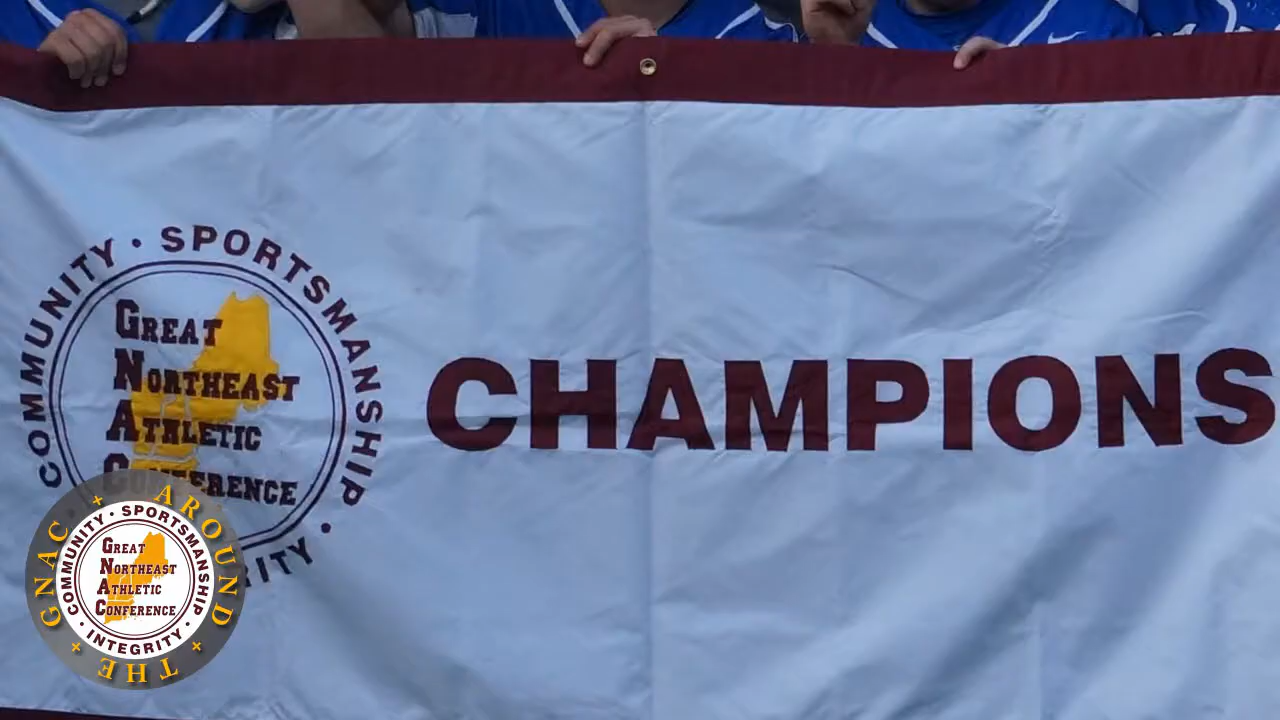 COMMUNITY · SPORTSMANSHIP ·
GREAT
NORTHEAST
ATHLETIC
CONFERENCE
CHAMPIONS
AROUND THE GNAC
COMMUNITY · SPORTSMANSHIP · INTEGRITY ·
GREAT
NORTHEAST
ATHLETIC
CONFERENCE